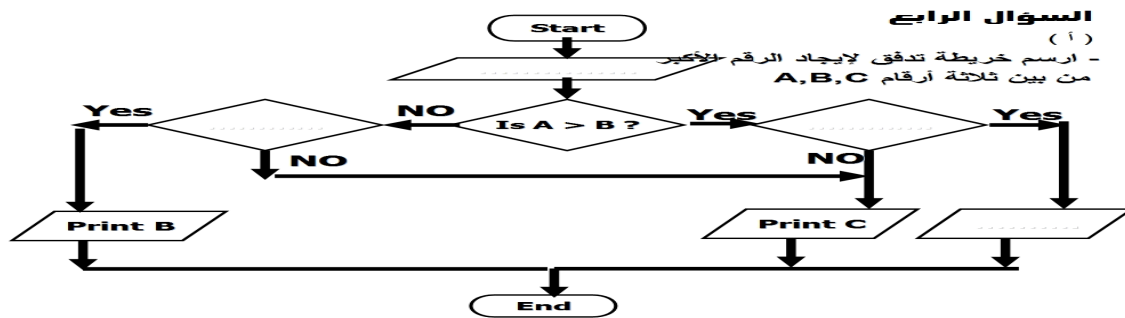 السؤال الرابع
( أ )
- ارسم خريطة تدفق لإيجاد الرقم الأكبر
من بين ثلاثة أرقام A,B,C
Start
....................
Yes
....................
NO
Is A > B ?
Yes
....................
Yes
NO
NO
Print B
Print C
...............
End